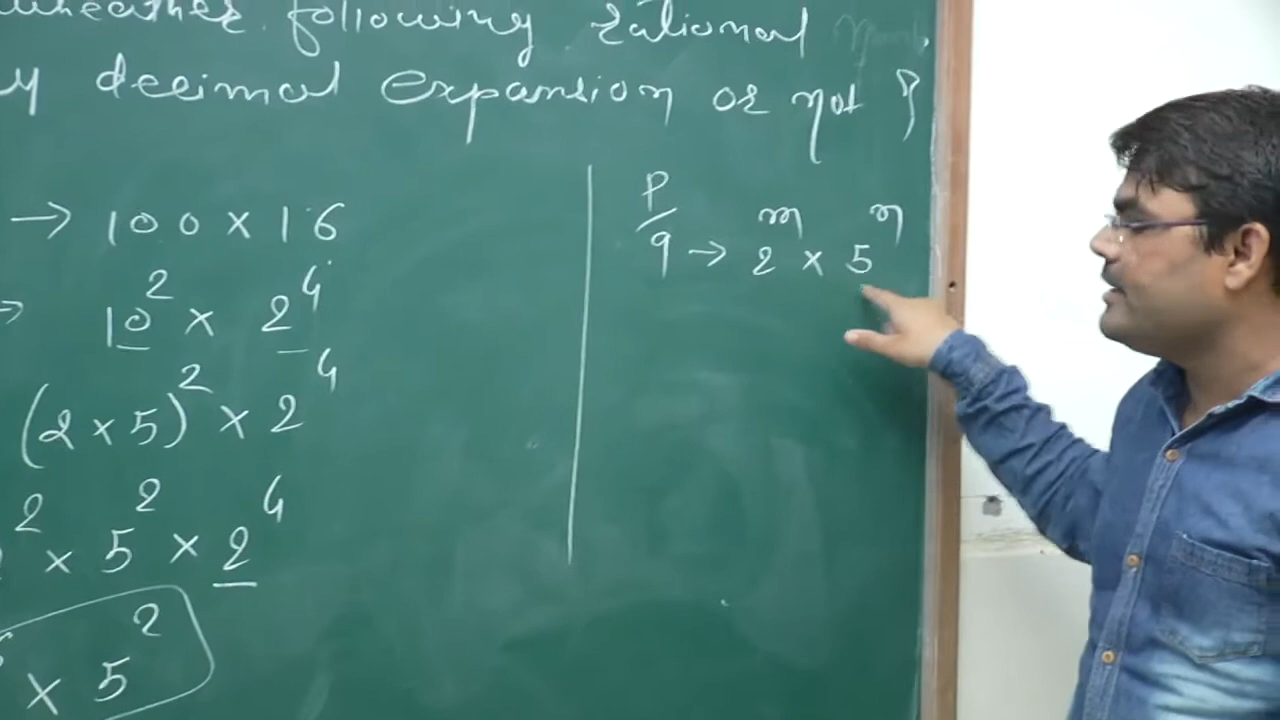 wheather following rational
y decimal expansion or not ?
→ 100 × 16
→ 10² × 2⁴
(2 × 5)² × 2⁴
² × 5² × 2⁴
× 5²
p/q → 2ᵐ × 5ⁿ